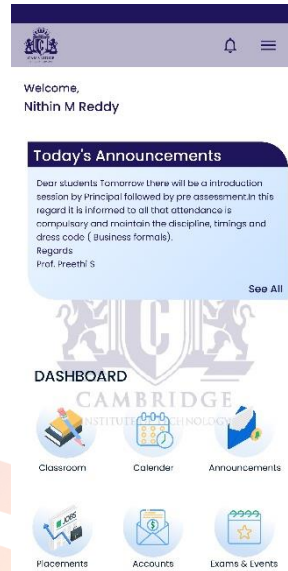 CAMBRIDGE
Welcome,
Nithin M Reddy
Today's Announcements
Dear students Tomorrow there will be a introduction
session by Principal followed by pre assessment.In this
regard it is informed to all that attendance is
compulsory and maintain the discipline, timings and
dress code ( Business formals).
Regards
Prof. Preethi S
See All
DASHBOARD
CAMBRIDGE
INSTITUTE
Classroom
Calender
Announcements
JOBS
Placements
Accounts
Exams & Events